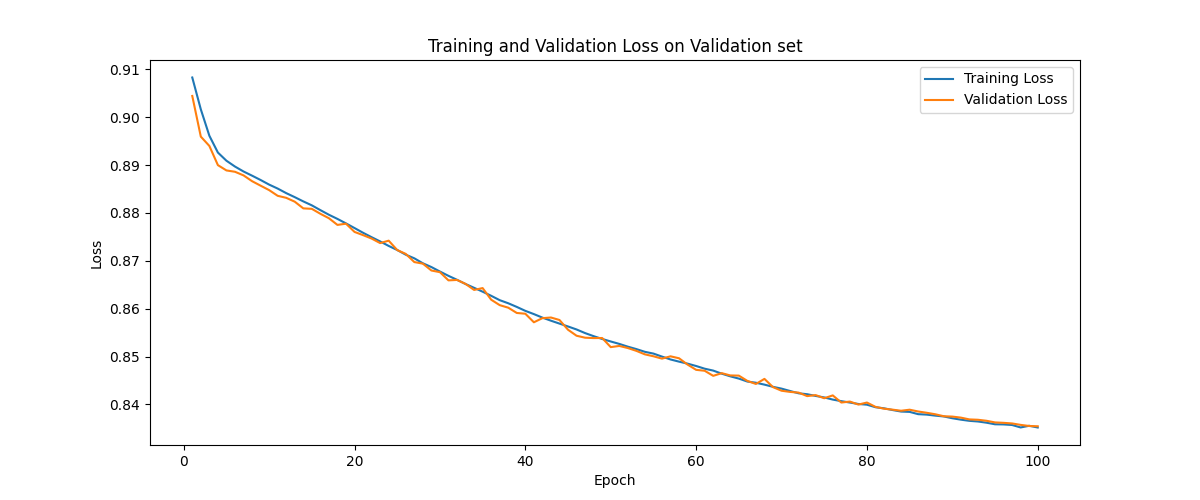 Training and Validation Loss on Validation set
Training Loss
Validation Loss
0.91
0.90
0.89
0.88
0.87
0.86
0.85
0.84
Loss
0 20 40 60 80 100
Epoch